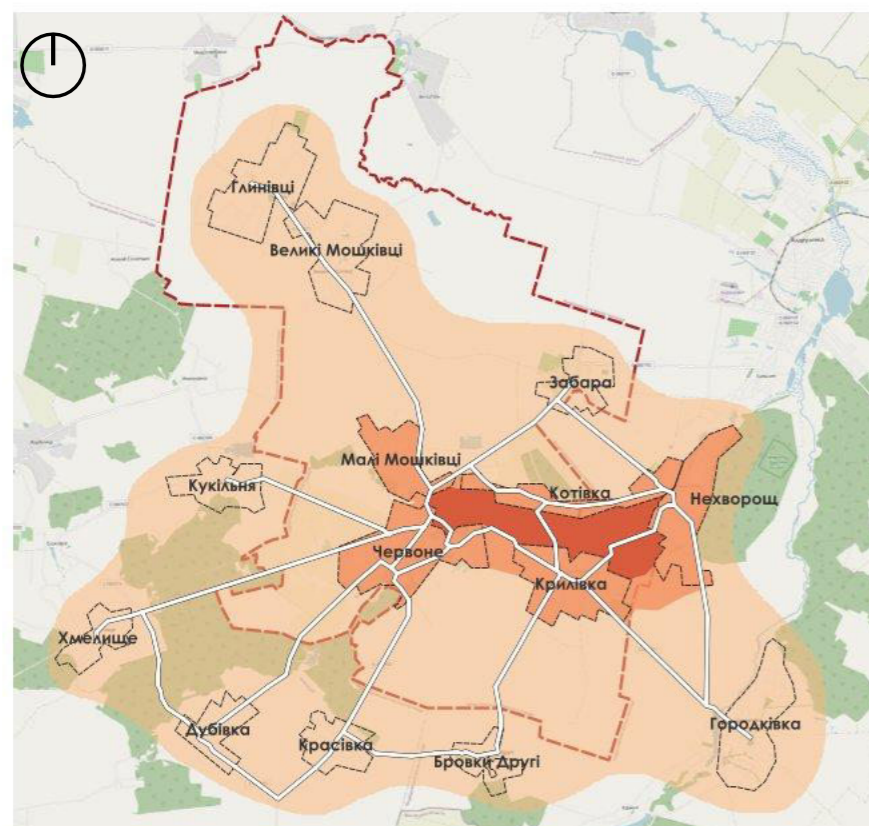 Глинівці
Великі Мошківці
Забара
Малі Мошківці
Кукільня
Котівка
Нехворощ
Червоне
Крилівка
Хмелище
Дубівка
Красівка
Бровки Другі
Городківка